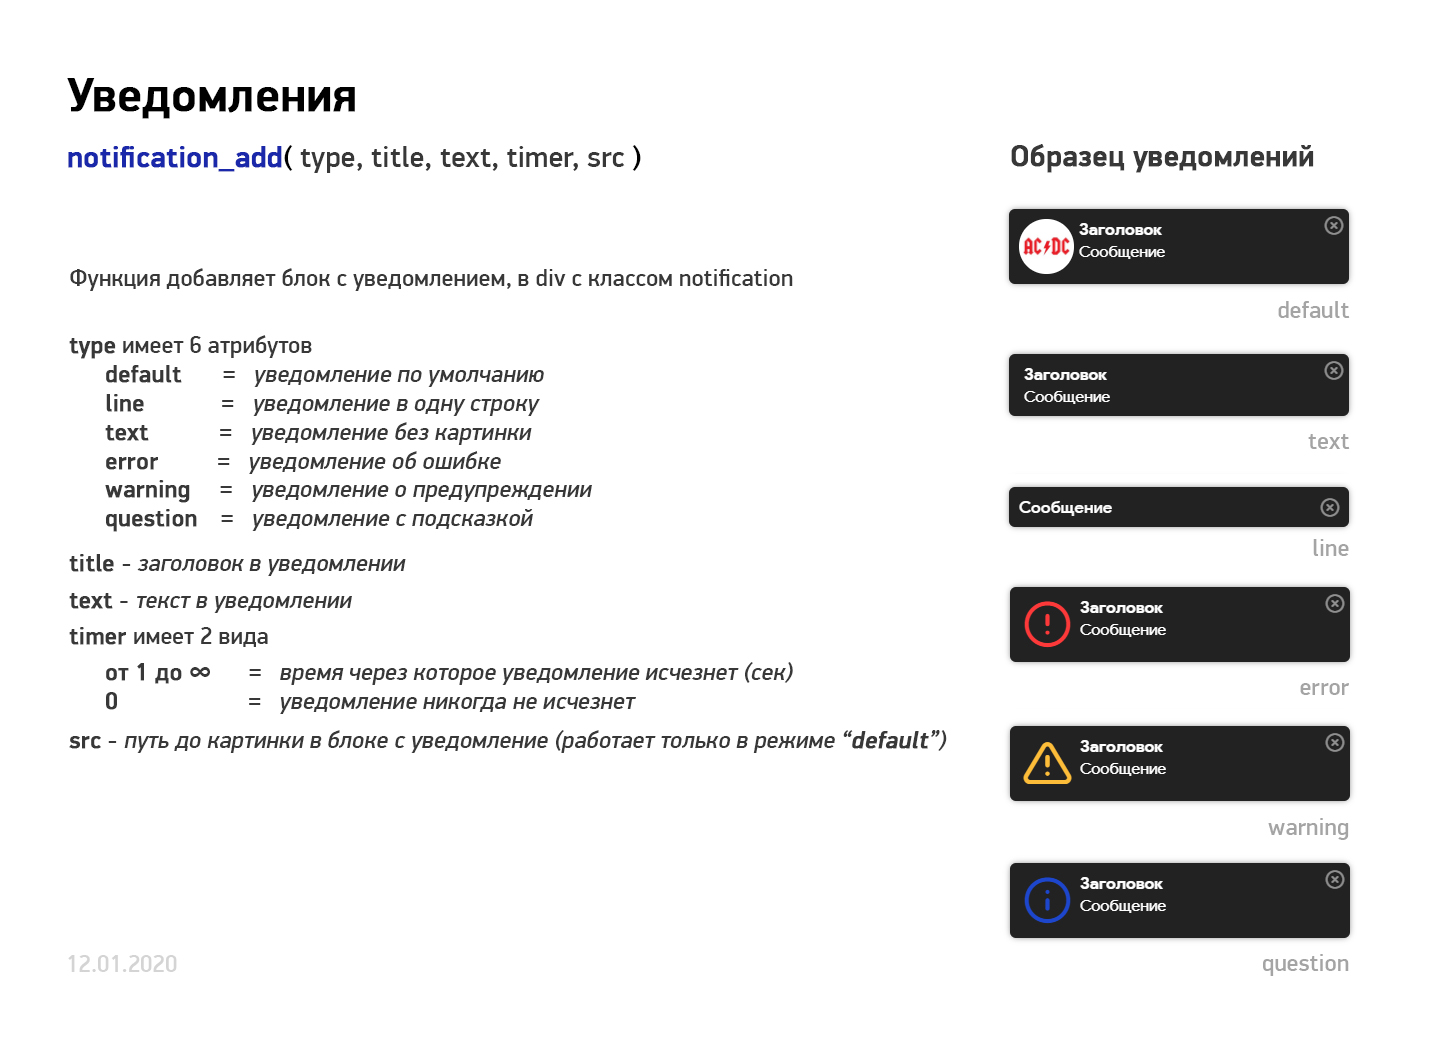 Уведомления
notification_add( type, title, text, timer, src )
Функция добавляет блок с уведомлением, в div с классом notification
type имеет 6 атрибутов
default = уведомление по умолчанию
line = уведомление в одну строку
text = уведомление без картинки
error = уведомление об ошибке
warning = уведомление о предупреждении
question = уведомление с подсказкой
title - заголовок в уведомлении
text - текст в уведомлении
timer имеет 2 вида
от 1 до ∞ = время через которое уведомление исчезнет (сек)
0 = уведомление никогда не исчезнет
src - путь до картинки в блоке с уведомление (работает только в режиме “default”)
12.01.2020
Образец уведомлений
AC DC
Заголовок
Сообщение
default
Заголовок
Сообщение
text
Сообщение
line
Заголовок
Сообщение
error
Заголовок
Сообщение
warning
Заголовок
Сообщение
question